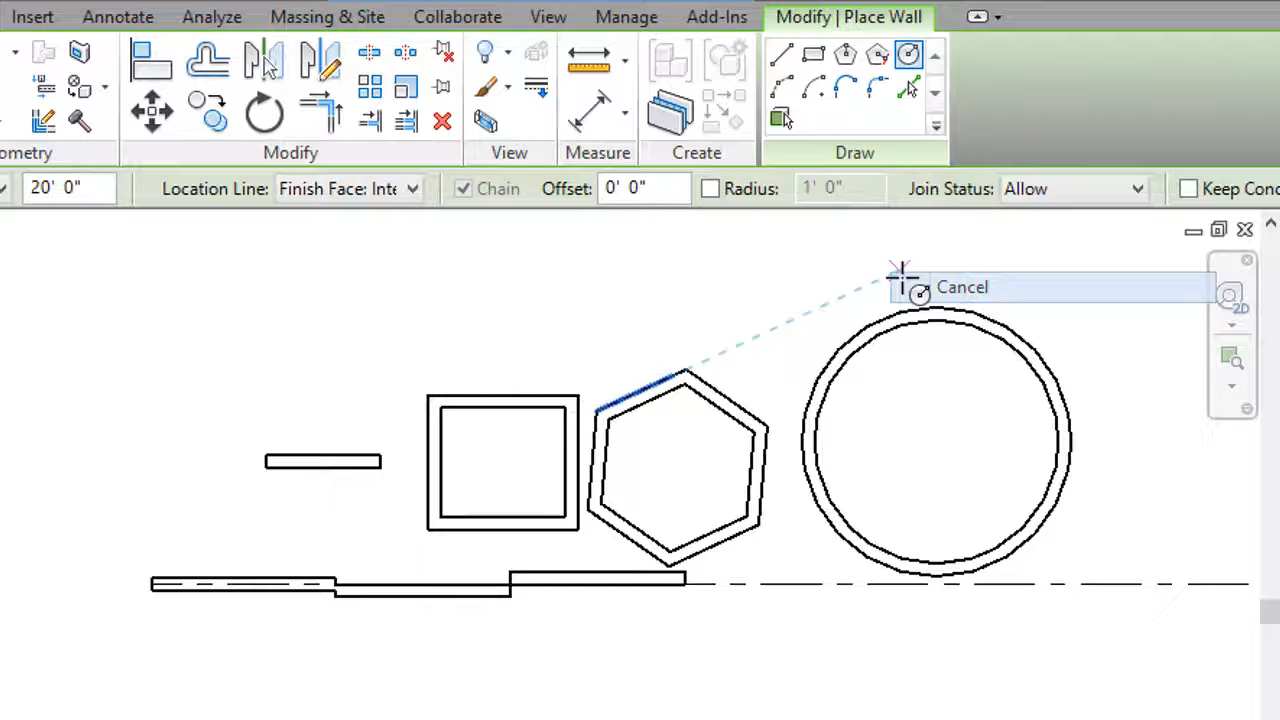 Insert Annotate Analyze Massing & Site Collaborate View Manage Add-Ins Modify | Place Wall
ometry Modify View Measure Create Draw
20' 0" Location Line: Finish Face: Inte Chain Offset: 0' 0" Radius: 1' 0" Join Status: Allow Keep Conc
Cancel
2D